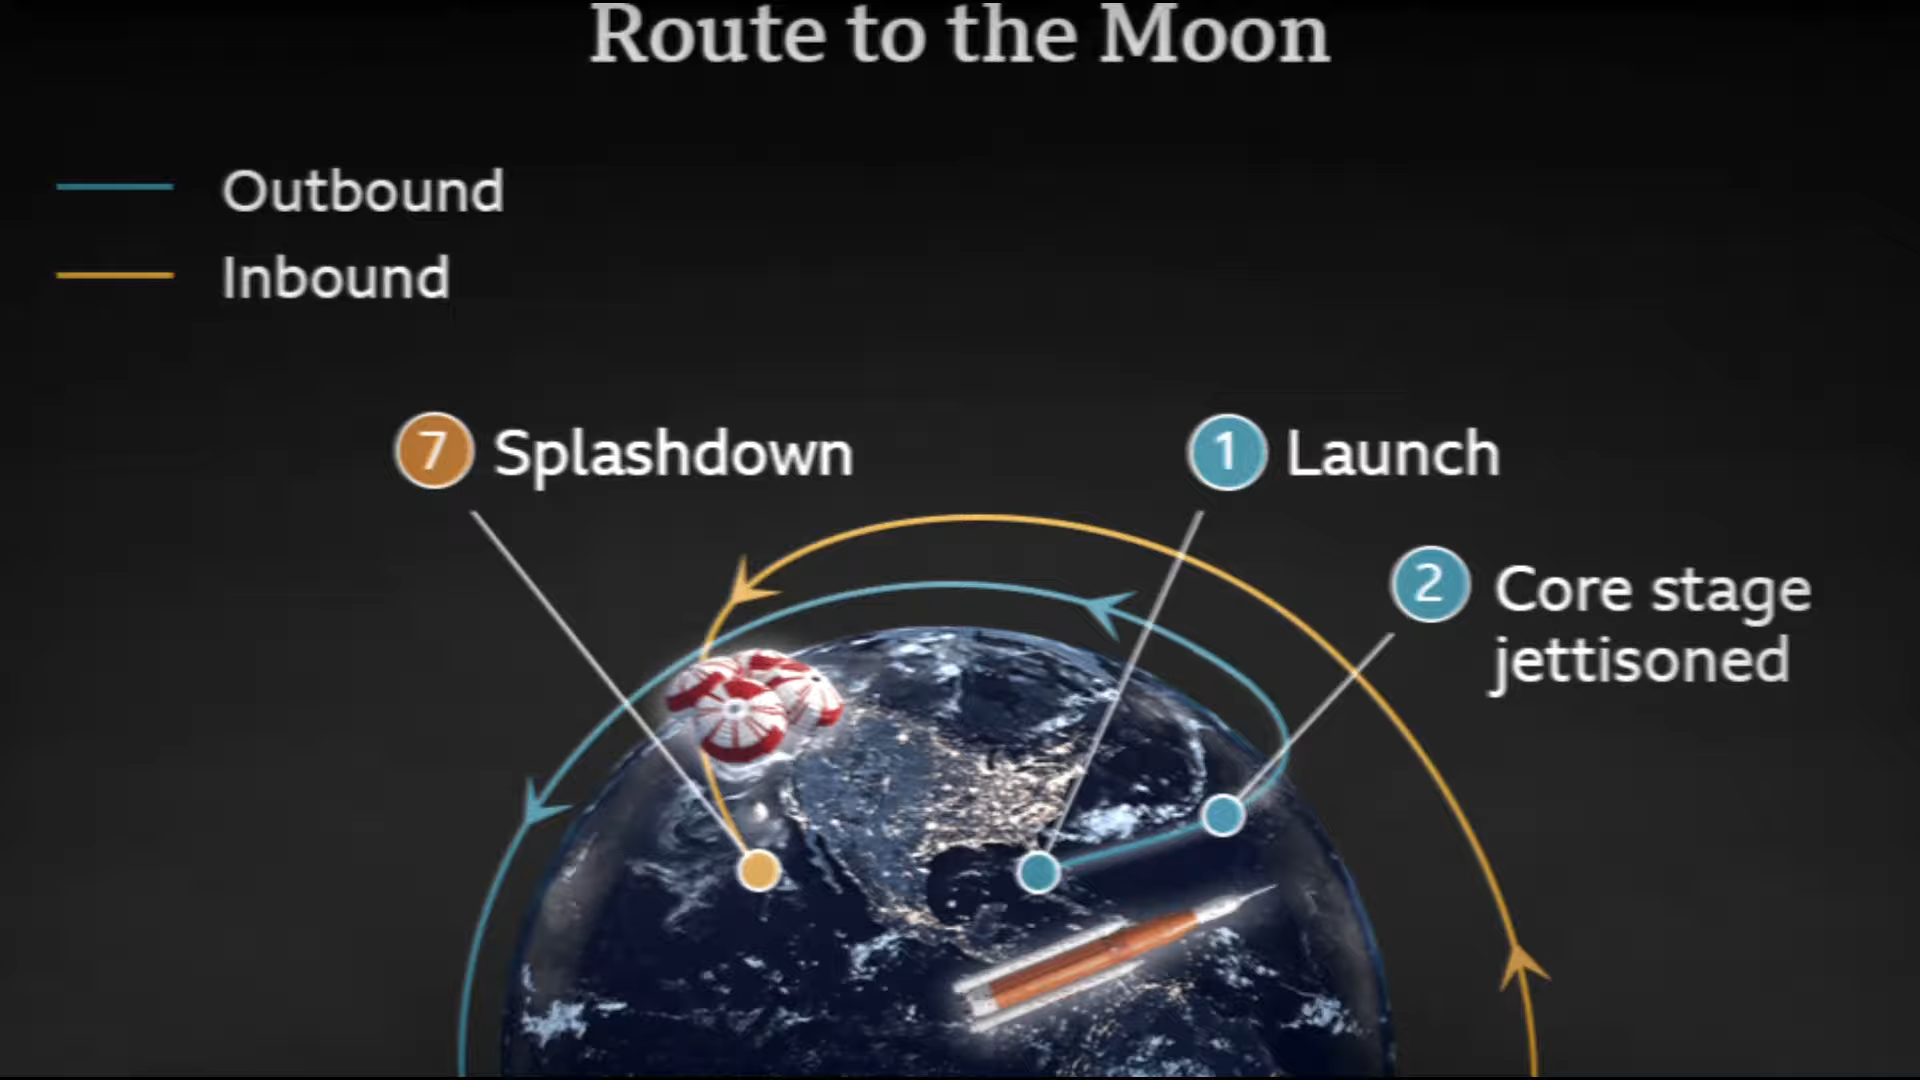 Route to the Moon
Outbound
Inbound
7 Splashdown
1 Launch
2 Core stage
jettisoned